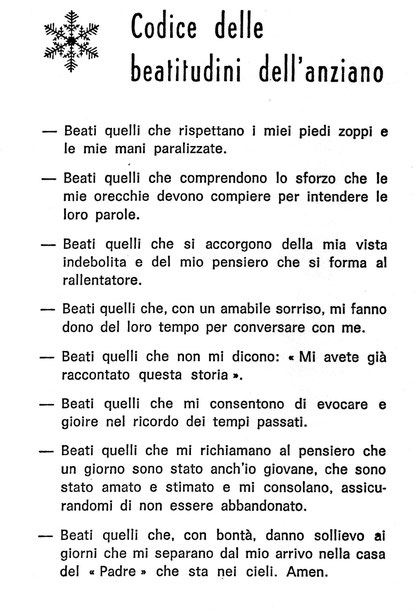 Codice delle
beatitudini dell'anziano
— Beati quelli che rispettano i miei piedi zoppi e
le mie mani paralizzate.
— Beati quelli che comprendono lo sforzo che le
mie orecchie devono compiere per intendere le
loro parole.
— Beati quelli che si accorgono della mia vista
indebolita e del mio pensiero che si forma al
rallentatore.
— Beati quelli che, con un amabile sorriso, mi fanno
dono del loro tempo per conversare con me.
— Beati quelli che non mi dicono: « Mi avete già
raccontato questa storia ».
— Beati quelli che mi consentono di evocare e
gioire nel ricordo dei tempi passati.
— Beati quelli che mi richiamano al pensiero che
un giorno sono stato anch'io giovane, che sono
stato amato e stimato e mi consolano, assicu-
randomi di non essere abbandonato.
— Beati quelli che, con bontà, danno sollievo ai
giorni che mi separano dal mio arrivo nella casa
del « Padre » che sta nei cieli. Amen.